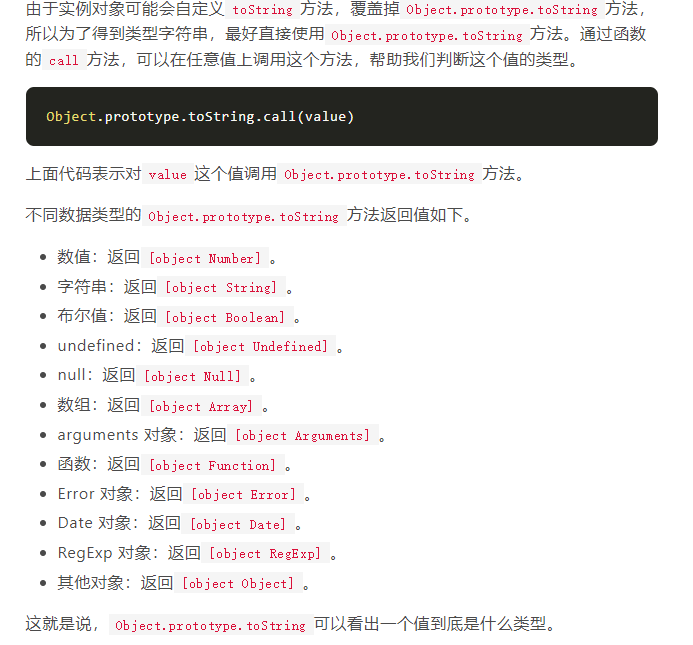 由于实例对象可能会自定义 toString 方法，覆盖掉 Object.prototype.toString 方法，
所以为了得到类型字符串，最好直接使用 Object.prototype.toString 方法。通过函数
的 call 方法，可以在任意值上调用这个方法，帮助我们判断这个值的类型。
Object.prototype.toString.call(value)
上面代码表示对 value 这个值调用 Object.prototype.toString 方法。
不同数据类型的 Object.prototype.toString 方法返回值如下。
• 数值：返回 [object Number] 。
• 字符串：返回 [object String] 。
• 布尔值：返回 [object Boolean] 。
• undefined：返回 [object Undefined] 。
• null：返回 [object Null] 。
• 数组：返回 [object Array] 。
• arguments 对象：返回 [object Arguments] 。
• 函数：返回 [object Function] 。
• Error 对象：返回 [object Error] 。
• Date 对象：返回 [object Date] 。
• RegExp 对象：返回 [object RegExp] 。
• 其他对象：返回 [object Object] 。
这就是说， Object.prototype.toString 可以看出一个值到底是什么类型。